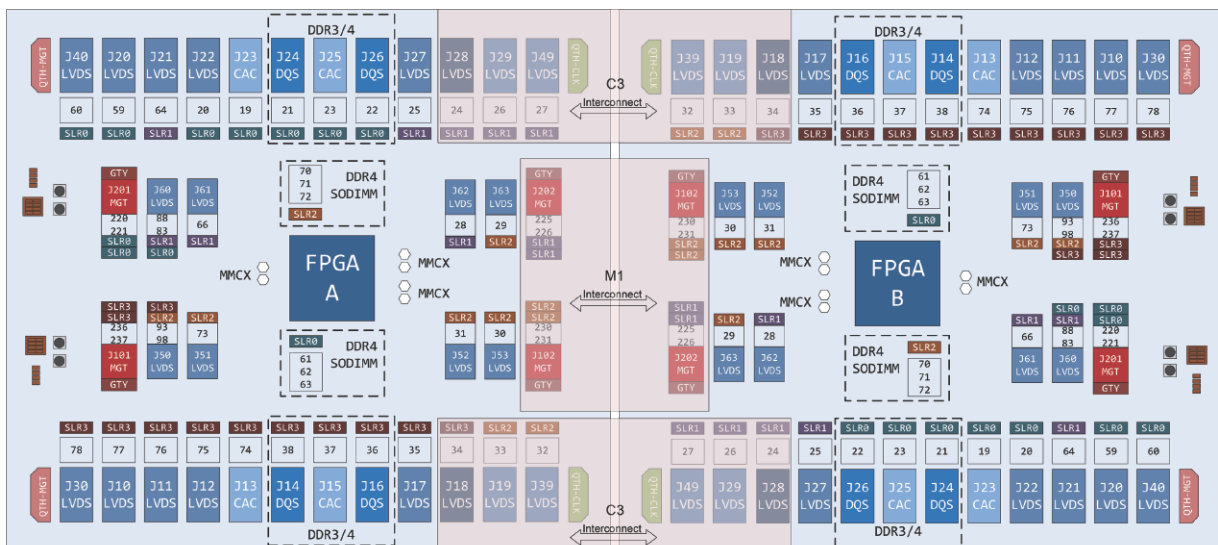 DDR3/4
DDR3/4
QTH-MGT
J40 J20 J21 J22 J23 J24 J25 J26 J27 J28 J29 J49
LVDS LVDS LVDS LVDS CAC DQS CAC DQS LVDS LVDS LVDS LVDS
QTH-CLK
QTH-CLK
J39 J19 J18 J17 J16 J15 J14 J13 J12 J11 J10 J30
LVDS LVDS LVDS LVDS DQS CAC DQS CAC LVDS LVDS LVDS LVDS
QTH-MGT
C3
Interconnect
60 59 64 20 19 21 23 22 25 24 26 27
32 33 34 35 36 37 38 74 75 76 77 78
SLR0 SLR0 SLR1 SLR0 SLR0 SLR0 SLR0 SLR0 SLR1 SLR1 SLR1 SLR1
SLR2 SLR2 SLR3 SLR3 SLR3 SLR3 SLR3 SLR3 SLR3 SLR3 SLR3 SLR3
GTY
J201
MGT
220
221
SLR0
SLR0
J60
LVDS
88
83
SLR1
SLR0
J61
LVDS
66
SLR1
70
71
72
SLR2
DDR4
SODIMM
J62
LVDS
28
SLR1
J63
LVDS
29
SLR2
GTY
J202
MGT
225
226
SLR1
SLR1
GTY
J102
MGT
230
231
SLR2
SLR2
J53
LVDS
30
SLR2
J52
LVDS
31
SLR2
DDR4
SODIMM
61
62
63
SLR0
J51
LVDS
73
SLR2
J50
LVDS
93
98
SLR2
SLR3
GTY
J101
MGT
236
237
SLR3
SLR3
MMCX
FPGA
A
MMCX
M1
Interconnect
MMCX
FPGA
B
MMCX
SLR3
SLR3
236
237
J101
MGT
GTY
SLR3
SLR2
93
98
J50
LVDS
SLR2
73
J51
LVDS
SLR0
61
62
63
DDR4
SODIMM
SLR2
31
J52
LVDS
SLR2
30
J53
LVDS
SLR2
SLR2
230
231
J102
MGT
GTY
SLR1
SLR1
225
226
J202
MGT
GTY
SLR2
29
J63
LVDS
SLR1
28
J62
LVDS
DDR4
SODIMM
SLR2
70
71
72
SLR1
66
J61
LVDS
SLR0
SLR1
88
83
J60
LVDS
SLR0
SLR0
220
221
J201
MGT
GTY
SLR3 SLR3 SLR3 SLR3 SLR3 SLR3 SLR3 SLR3 SLR3 SLR3 SLR2 SLR2
SLR1 SLR1 SLR1 SLR1 SLR0 SLR0 SLR0 SLR0 SLR0 SLR1 SLR0 SLR0
78 77 76 75 74 38 37 36 35 34 33 32
27 26 24 25 22 23 21 19 20 64 59 60
QTH-MGT
J30 J10 J11 J12 J13 J14 J15 J16 J17 J18 J19 J39
LVDS LVDS LVDS LVDS CAC DQS CAC DQS LVDS LVDS LVDS LVDS
QTH-CLK
QTH-CLK
J49 J29 J28 J27 J26 J25 J24 J23 J22 J21 J20 J40
LVDS LVDS LVDS LVDS DQS CAC DQS CAC LVDS LVDS LVDS LVDS
QTH-MGT
C3
Interconnect
DDR3/4
DDR3/4